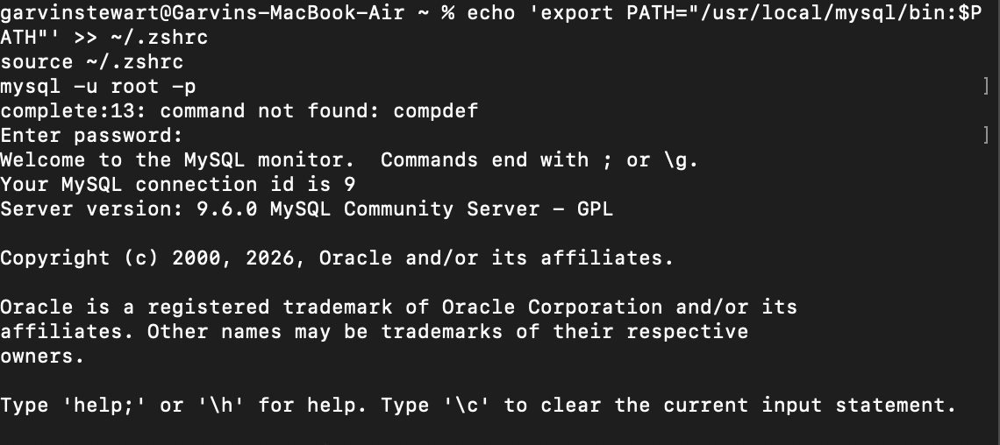 garvinstewart@Garvins-MacBook-Air ~ % echo 'export PATH="/usr/local/mysql/bin:$P
ATH"' >> ~/.zshrc
source ~/.zshrc
mysql -u root -p ]
complete:13: command not found: compdef
Enter password: ]
Welcome to the MySQL monitor.  Commands end with ; or \g.
Your MySQL connection id is 9
Server version: 9.6.0 MySQL Community Server - GPL

Copyright (c) 2000, 2026, Oracle and/or its affiliates.

Oracle is a registered trademark of Oracle Corporation and/or its
affiliates. Other names may be trademarks of their respective
owners.

Type 'help;' or '\h' for help. Type '\c' to clear the current input statement.